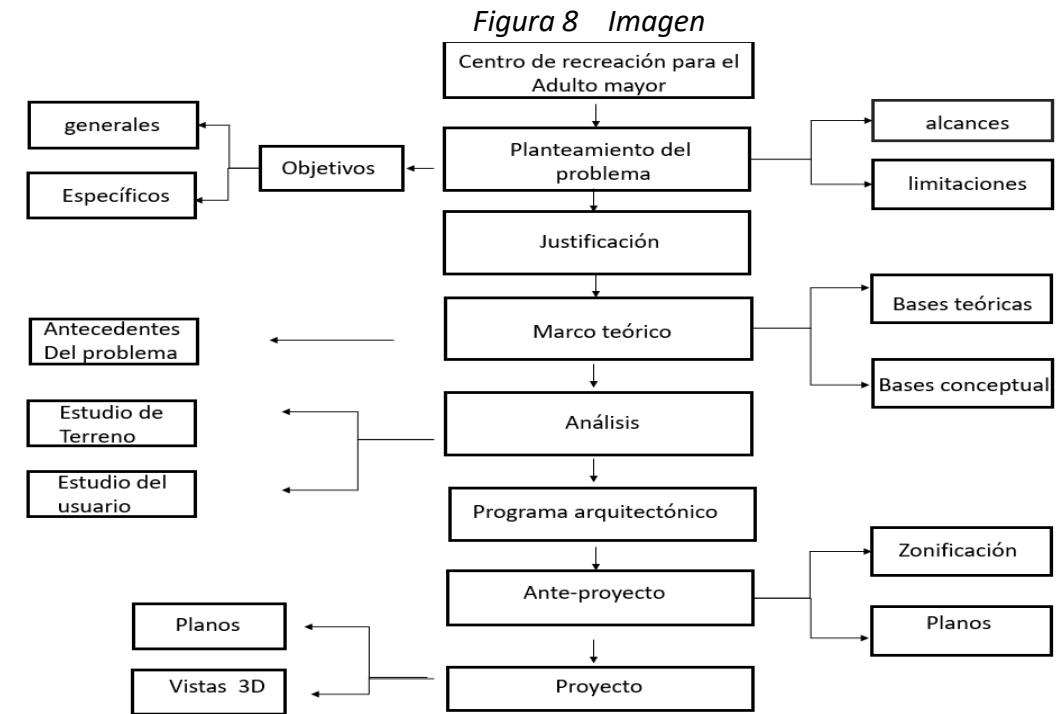 Figura 8 Imagen
Centro de recreación para el
Adulto mayor
generales
alcances
Planteamiento del
problema
Objetivos
Específicos
limitaciones
Justificación
Bases teóricas
Marco teórico
Antecedentes
Del problema
Bases conceptual
Estudio de
Terreno
Análisis
Estudio del
usuario
Programa arquitectónico
Zonificación
Ante-proyecto
Planos
Planos
Vistas 3D
Proyecto